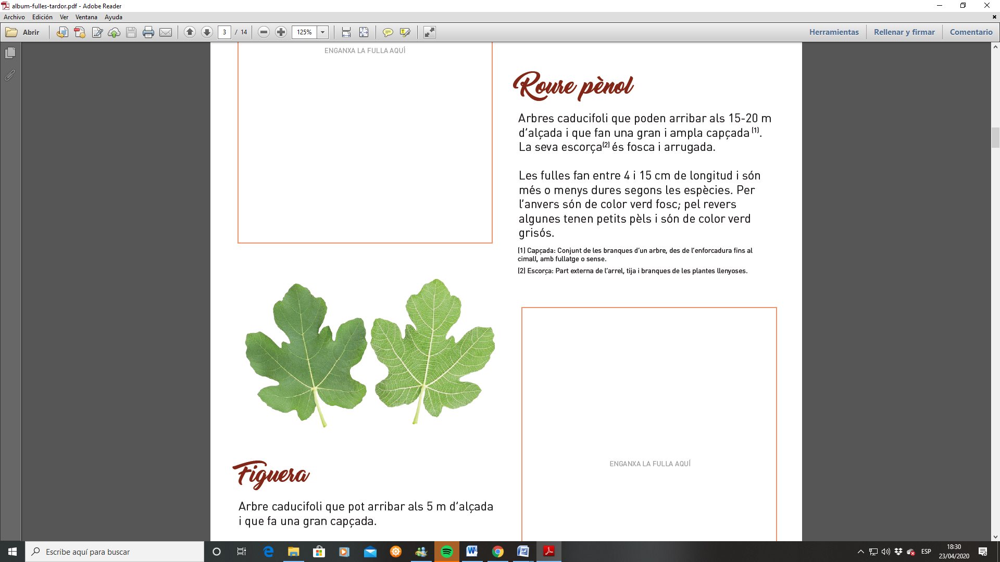 album-fulles-tardor.pdf - Adobe Reader
Archivo Edición Ver Ventana Ayuda
Abrir 3 / 14 125% Herramientas Rellenar y firmar Comentario
ENGANXA LA FULLA AQUÍ
Roure pènol
Arbres caducifoli que poden arribar als 15-20 m
d'alçada i que fan una gran i ampla capçada (1).
La seva escorça(2) és fosca i arrugada.
Les fulles fan entre 4 i 15 cm de longitud i són
més o menys dures segons les espècies. Per
l'anvers són de color verd fosc; pel revers
algunes tenen petits pèls i són de color verd
grisós.
(1) Capçada: Conjunt de les branques d'un arbre, des de l'enforcadura fins al
cimall, amb fullatge o sense.
(2) Escorça: Part externa de l'arrel, tija i branques de les plantes llenyoses.
ENGANXA LA FULLA AQUÍ
Figuera
Arbre caducifoli que pot arribar als 5 m d'alçada
i que fa una gran capçada.
Escribe aquí para buscar
ESP
18:30
23/04/2020